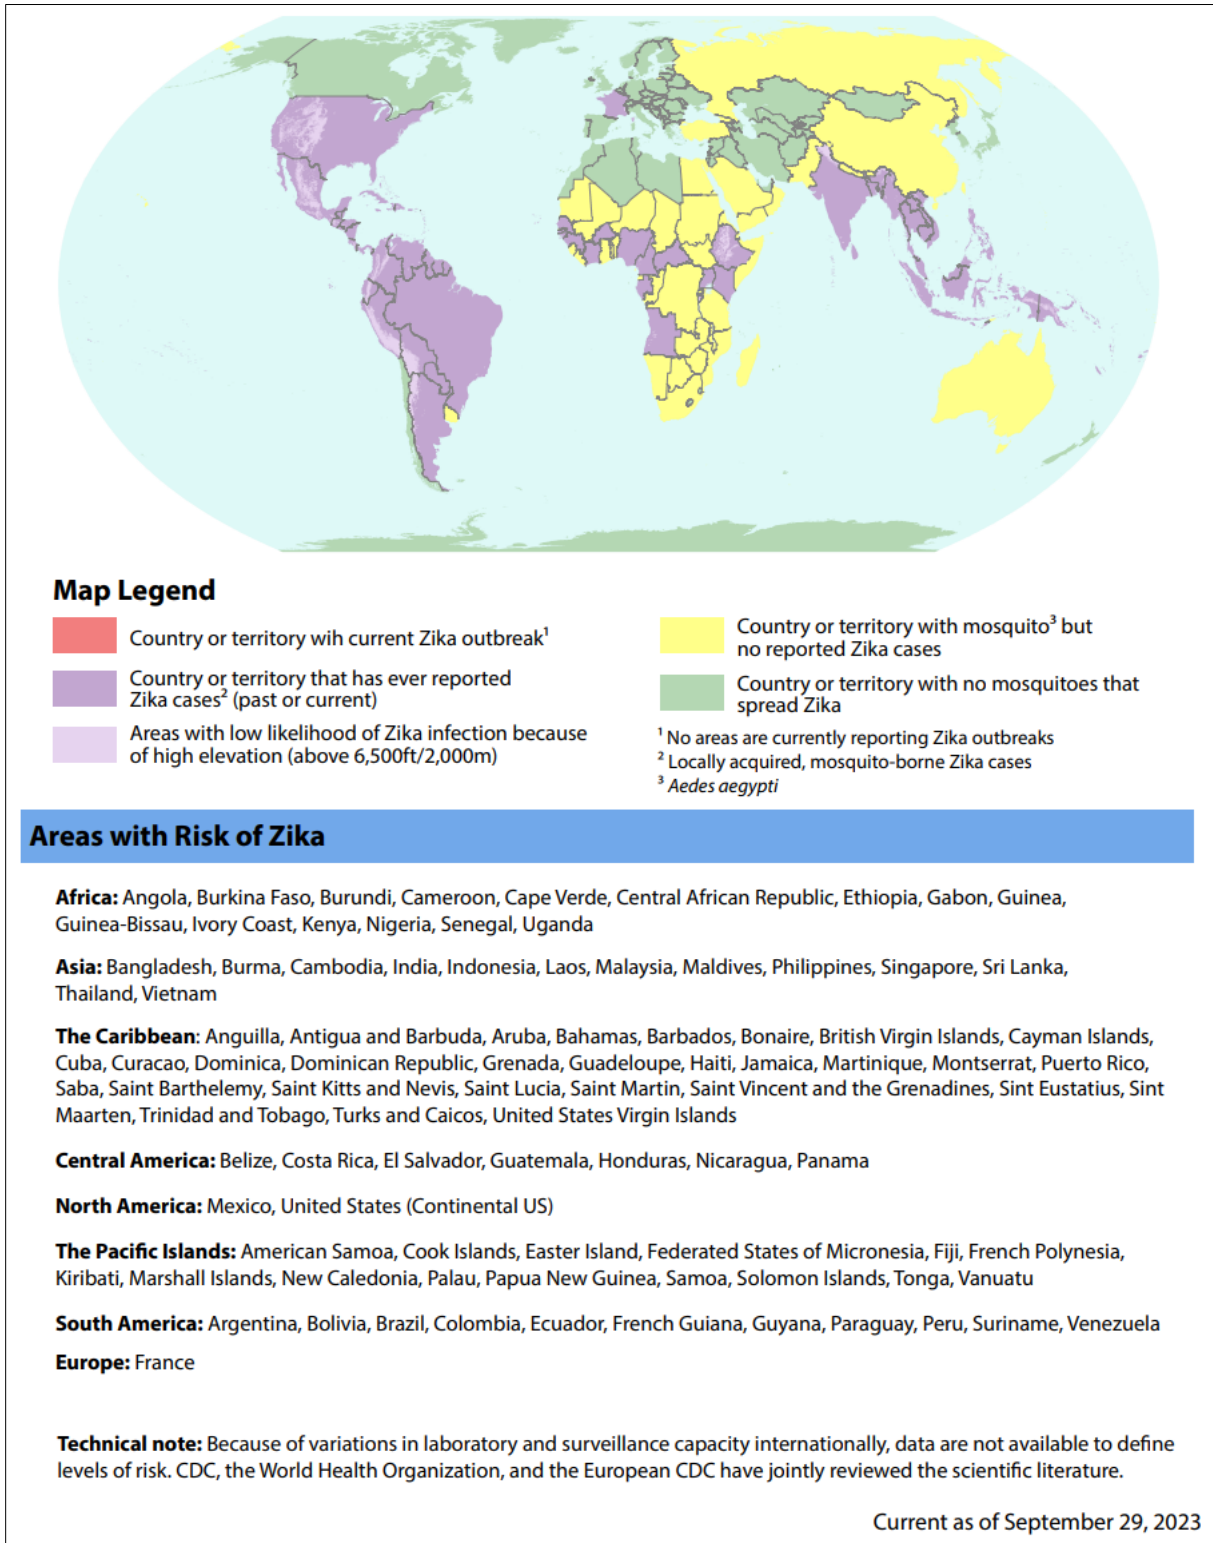 Map Legend
Country or territory wih current Zika outbreak¹
Country or territory that has ever reported
Zika cases² (past or current)
Areas with low likelihood of Zika infection because
of high elevation (above 6,500ft/2,000m)
Country or territory with mosquito³ but
no reported Zika cases
Country or territory with no mosquitoes that
spread Zika
¹ No areas are currently reporting Zika outbreaks
² Locally acquired, mosquito-borne Zika cases
³ Aedes aegypti
Areas with Risk of Zika
Africa: Angola, Burkina Faso, Burundi, Cameroon, Cape Verde, Central African Republic, Ethiopia, Gabon, Guinea,
Guinea-Bissau, Ivory Coast, Kenya, Nigeria, Senegal, Uganda
Asia: Bangladesh, Burma, Cambodia, India, Indonesia, Laos, Malaysia, Maldives, Philippines, Singapore, Sri Lanka,
Thailand, Vietnam
The Caribbean: Anguilla, Antigua and Barbuda, Aruba, Bahamas, Barbados, Bonaire, British Virgin Islands, Cayman Islands,
Cuba, Curacao, Dominica, Dominican Republic, Grenada, Guadeloupe, Haiti, Jamaica, Martinique, Montserrat, Puerto Rico,
Saba, Saint Barthelemy, Saint Kitts and Nevis, Saint Lucia, Saint Martin, Saint Vincent and the Grenadines, Sint Eustatius, Sint
Maarten, Trinidad and Tobago, Turks and Caicos, United States Virgin Islands
Central America: Belize, Costa Rica, El Salvador, Guatemala, Honduras, Nicaragua, Panama
North America: Mexico, United States (Continental US)
The Pacific Islands: American Samoa, Cook Islands, Easter Island, Federated States of Micronesia, Fiji, French Polynesia,
Kiribati, Marshall Islands, New Caledonia, Palau, Papua New Guinea, Samoa, Solomon Islands, Tonga, Vanuatu
South America: Argentina, Bolivia, Brazil, Colombia, Ecuador, French Guiana, Guyana, Paraguay, Peru, Suriname, Venezuela
Europe: France
Technical note: Because of variations in laboratory and surveillance capacity internationally, data are not available to define
levels of risk. CDC, the World Health Organization, and the European CDC have jointly reviewed the scientific literature.
Current as of September 29, 2023